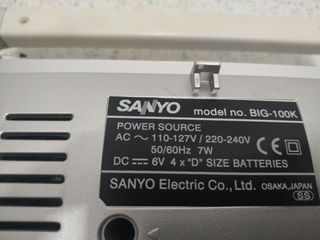 SANYO model no. BIG-100K
POWER SOURCE
AC ～ 110-127V / 220-240V
50/60Hz 7W
DC ⎓ 6V 4 x "D" SIZE BATTERIES
SANYO Electric Co., Ltd. OSAKA, JAPAN
SS